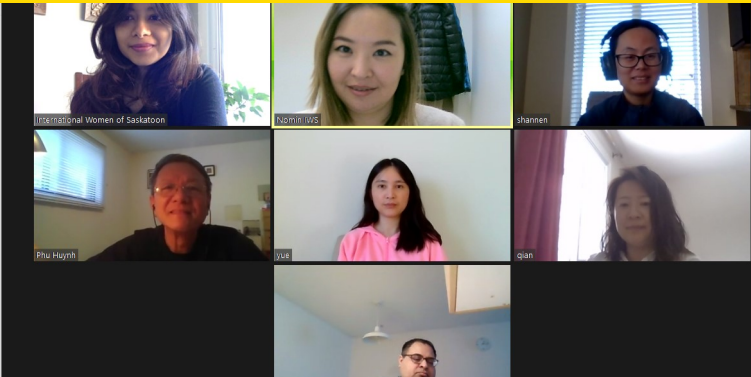 International Women of Saskatoon
Nomin IWS
shannen
Phu Huynh
yue
qian